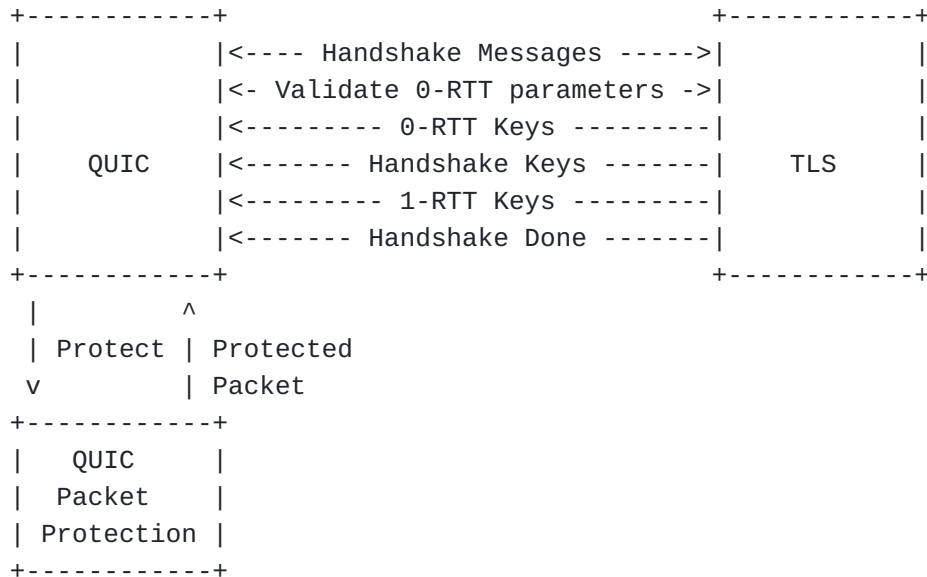 +------------+                               +------------+
|            |<---- Handshake Messages ----->|            |
|            |<- Validate 0-RTT parameters ->|            |
|            |<--------- 0-RTT Keys ---------|            |
|    QUIC    |<------- Handshake Keys -------|    TLS     |
|            |<--------- 1-RTT Keys ---------|            |
|            |<------- Handshake Done -------|            |
+------------+                               +------------+
 |         ^
 | Protect | Protected
 v         | Packet
+------------+
|   QUIC     |
|  Packet    |
| Protection |
+------------+